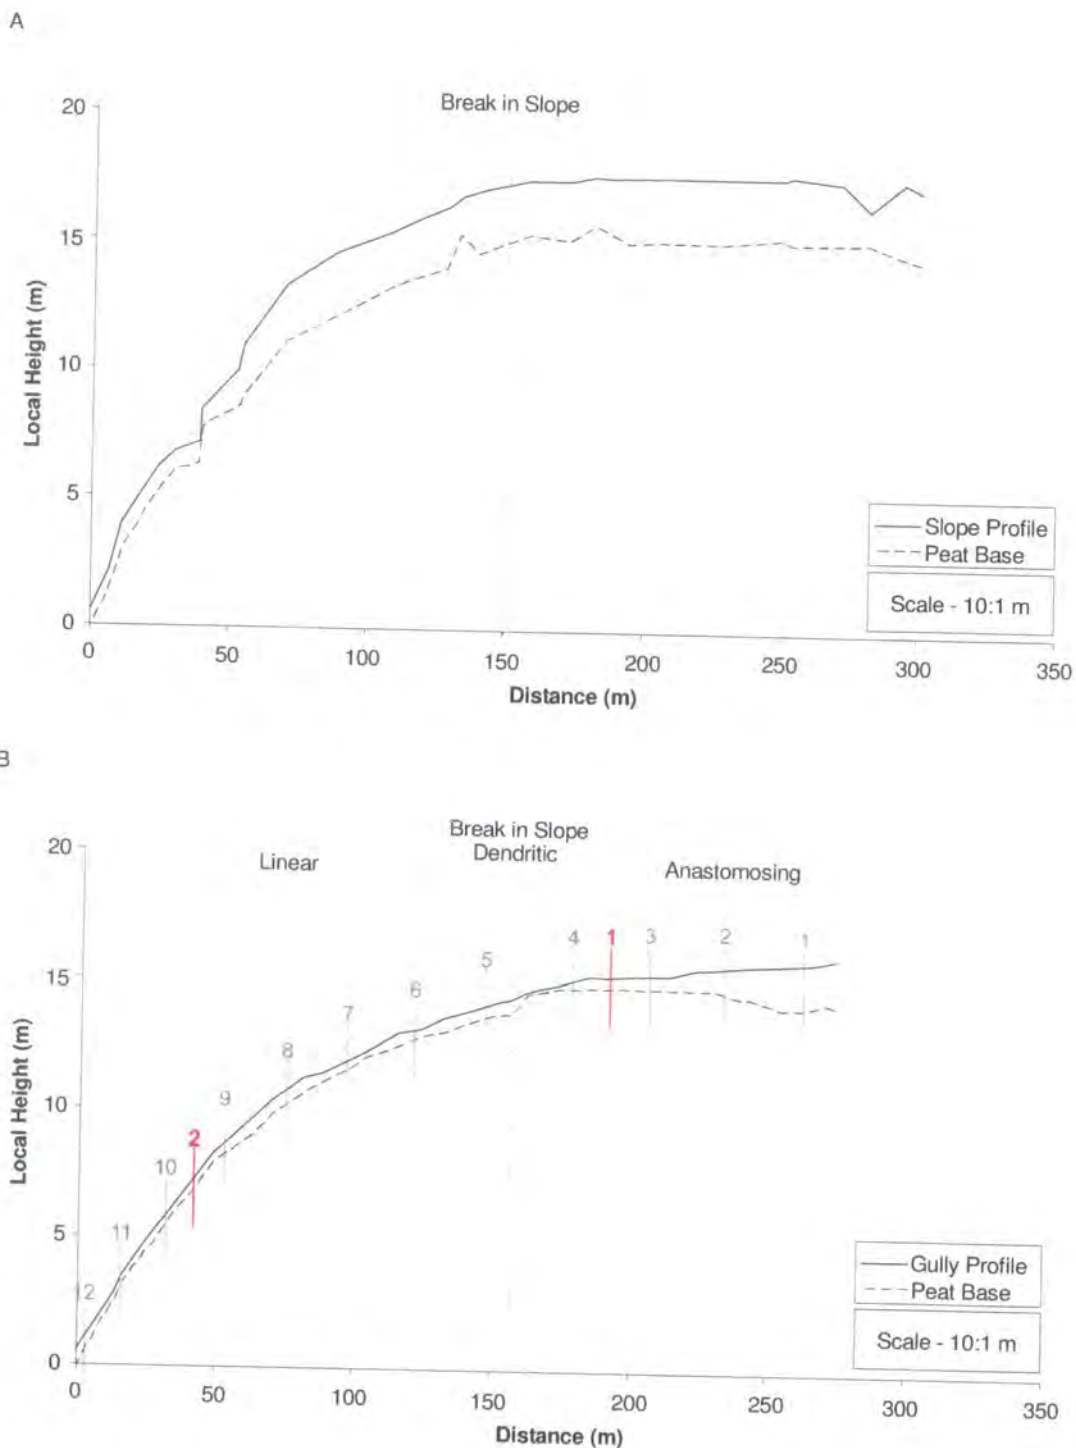 A
Break in Slope
20
15
10
5
0
Local Height (m)
0 50 100 150 200 250 300 350
Distance (m)
Slope Profile
Peat Base
Scale - 10:1 m
B
Break in Slope
Linear Dendritic Anastomosing
20
15
10
5
0
Local Height (m)
12 11 10 2 9 8 7 6 5 4 1 3 2 1
0 50 100 150 200 250 300 350
Distance (m)
Gully Profile
Peat Base
Scale - 10:1 m